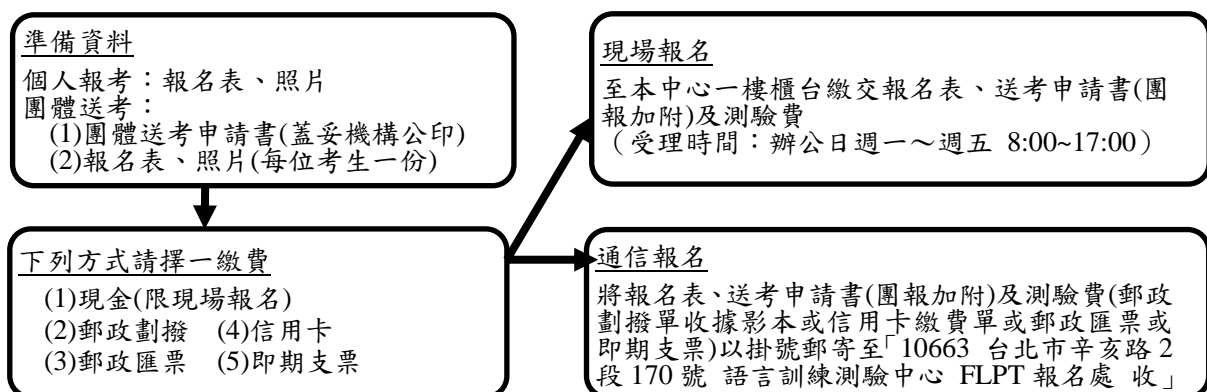 準備資料
個人報考：報名表、照片
團體送考：
(1)團體送考申請書(蓋妥機構公印)
(2)報名表、照片(每位考生一份)
下列方式請擇一繳費
(1)現金(限現場報名)
(2)郵政劃撥 (4)信用卡
(3)郵政匯票 (5)即期支票
現場報名
至本中心一樓櫃台繳交報名表、送考申請書(團
報加附)及測驗費
（受理時間：辦公日週一～週五 8:00~17:00）
通信報名
將報名表、送考申請書(團報加附)及測驗費(郵政
劃撥單收據影本或信用卡繳費單或郵政匯票或
即期支票)以掛號郵寄至「10663 台北市辛亥路 2
段 170 號 語言訓練測驗中心 FLPT 報名處 收」